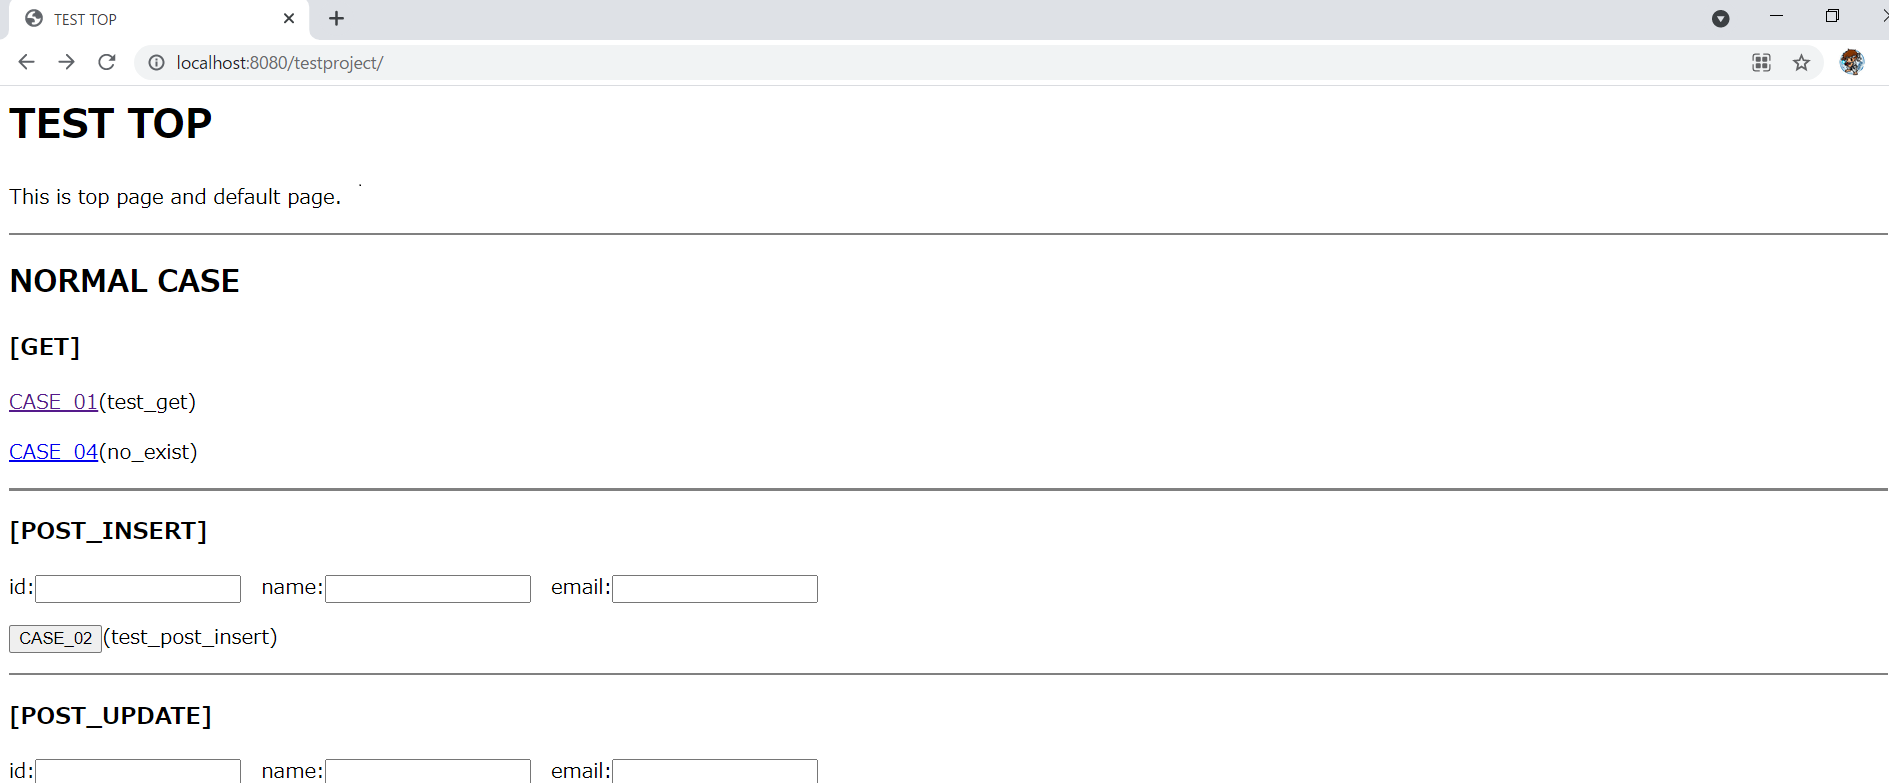 TEST TOP
localhost:8080/testproject/
TEST TOP
This is top page and default page.
NORMAL CASE
[GET]
CASE_01(test_get)
CASE_04(no_exist)
[POST_INSERT]
id: name: email:
CASE_02(test_post_insert)
[POST_UPDATE]
id: name: email: